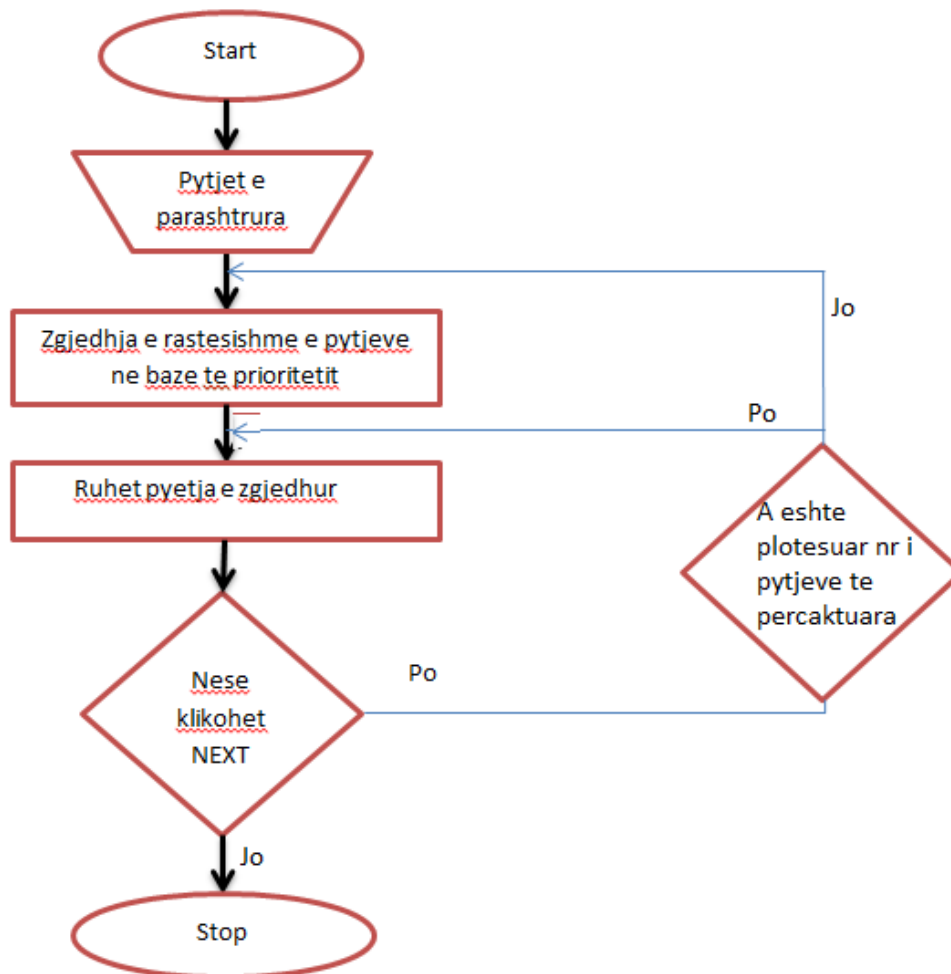 Start
Pytjet e
parashtrura
Jo
Zgjedhja e rastesishme e pytjeve
ne baze te prioritetit
Po
Ruhet pyetja e zgjedhur
A eshte
plotesuar nr i
pytjeve te
percaktuara
Po
Nese
klikohet
NEXT
Jo
Stop